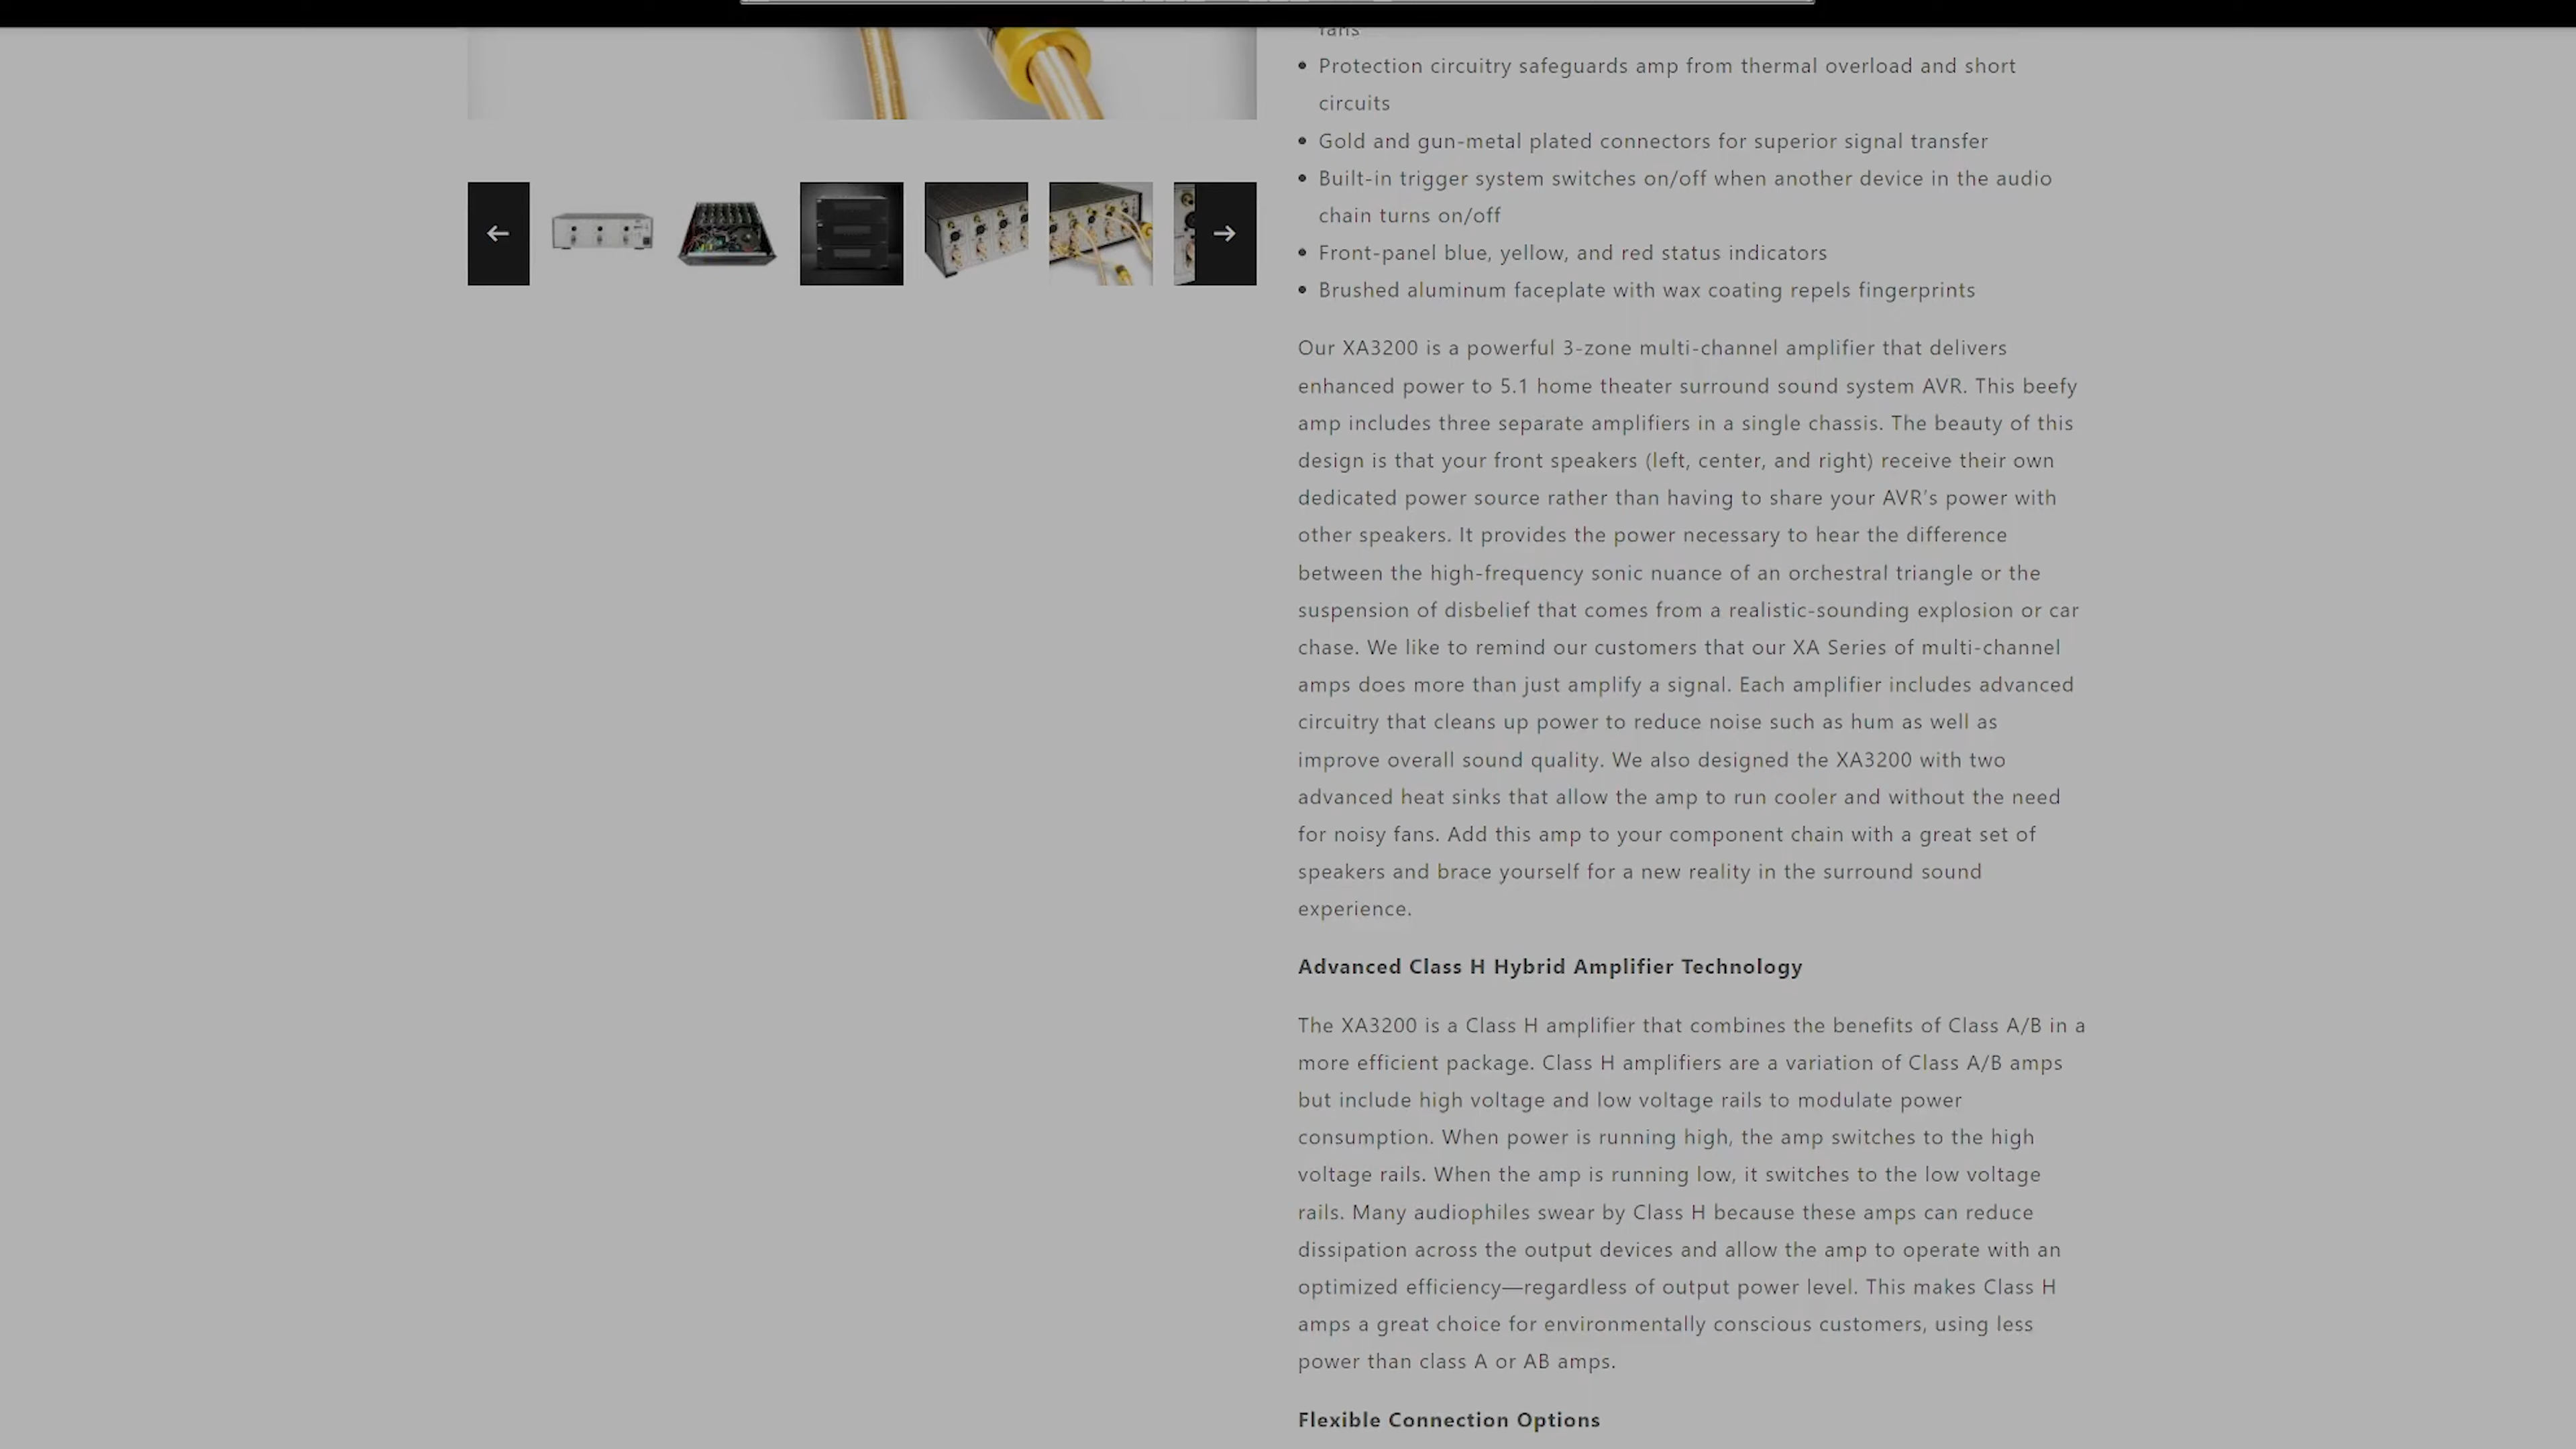 fans
Protection circuitry safeguards amp from thermal overload and short
circuits
Gold and gun-metal plated connectors for superior signal transfer
Built-in trigger system switches on/off when another device in the audio
chain turns on/off
Front-panel blue, yellow, and red status indicators
Brushed aluminum faceplate with wax coating repels fingerprints
Our XA3200 is a powerful 3-zone multi-channel amplifier that delivers
enhanced power to 5.1 home theater surround sound system AVR. This beefy
amp includes three separate amplifiers in a single chassis. The beauty of this
design is that your front speakers (left, center, and right) receive their own
dedicated power source rather than having to share your AVR's power with
other speakers. It provides the power necessary to hear the difference
between the high-frequency sonic nuance of an orchestral triangle or the
suspension of disbelief that comes from a realistic-sounding explosion or car
chase. We like to remind our customers that our XA Series of multi-channel
amps does more than just amplify a signal. Each amplifier includes advanced
circuitry that cleans up power to reduce noise such as hum as well as
improve overall sound quality. We also designed the XA3200 with two
advanced heat sinks that allow the amp to run cooler and without the need
for noisy fans. Add this amp to your component chain with a great set of
speakers and brace yourself for a new reality in the surround sound
experience.
Advanced Class H Hybrid Amplifier Technology
The XA3200 is a Class H amplifier that combines the benefits of Class A/B in a
more efficient package. Class H amplifiers are a variation of Class A/B amps
but include high voltage and low voltage rails to modulate power
consumption. When power is running high, the amp switches to the high
voltage rails. When the amp is running low, it switches to the low voltage
rails. Many audiophiles swear by Class H because these amps can reduce
dissipation across the output devices and allow the amp to operate with an
optimized efficiency—regardless of output power level. This makes Class H
amps a great choice for environmentally conscious customers, using less
power than class A or AB amps.
Flexible Connection Options